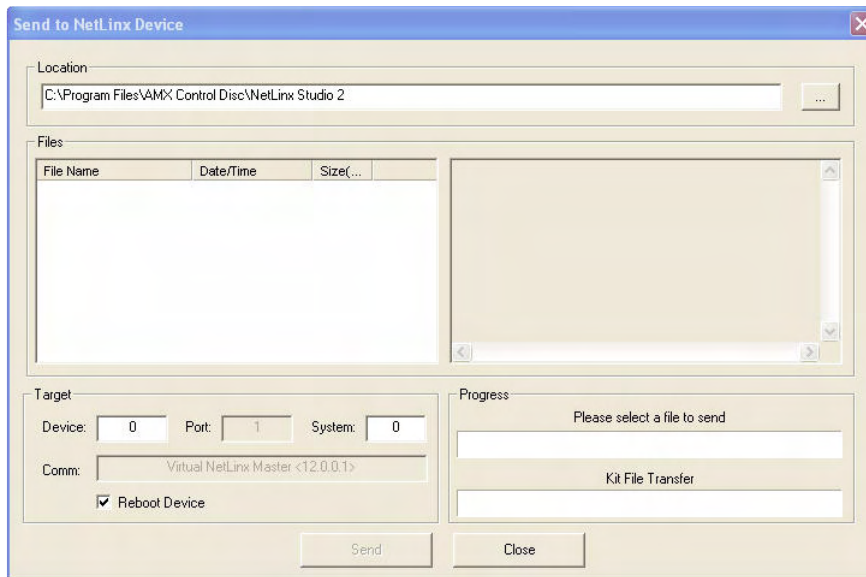 Send to NetLinx Device
Location
C:\Program Files\AMX Control Disc\NetLinx Studio 2
...
Files
File Name Date/Time Size(...
Target
Device: 0 Port: 1 System: 0
Comm: Virtual NetLinx Master <12.0.0.1>
Reboot Device
Progress
Please select a file to send
Kit File Transfer
Send Close